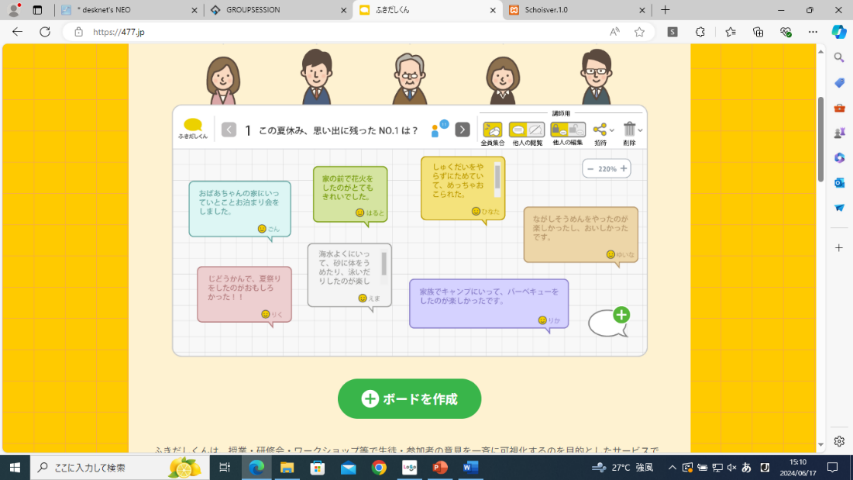 * desknet's NEO
GROUPSESSION
ふきだしくん
Schoisver.1.0
https://477.jp
講師用
ふきだしくん
1 この夏休み、思い出に残った NO.1 は？
全員集合 他人の閲覧 他人の編集 招待 削除
220%
おばあちゃんの家にいっ
ていとことお泊まり会を
しました。
ごん
家の前で花火を
したのがとても
きれいでした。
はると
しゅくだいをや
らずにためてい
て、めっちゃお
こられた。
ひなた
ながしそうめんをやったのが
楽しかったし、おいしかった
です。
ゆいな
じどうかんで、夏祭り
をしたのがおもしろ
かった！！
りく
海水よくにいっ
て、砂に体をう
めたり、泳いだ
りしたのが楽し
えま
家族でキャンプにいって、バーベキューを
したのが楽しかったです。
りか
ボードを作成
ふきだしくんは、授業・研修会・ワークショップ等で生徒・参加者の意見を一斉に可視化するのを目的としたサービスで
ここに入力して検索
27°C 強風
あ
15:10
2024/06/17